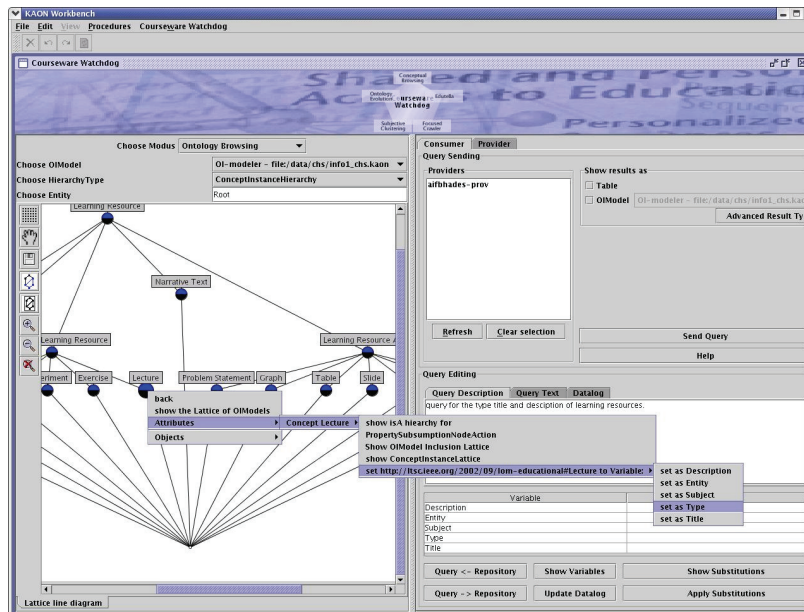 KAON Workbench
File Edit View Procedures Courseware Watchdog
Courseware Watchdog
Shared and Perso
Access to Educatio
Sequenc
Personalize
Conceptual Browsing
Ontology Evolution
Courseware Watchdog
Edutella
Subjective Clustering
Focused Crawler
Choose Modus Ontology Browsing
Choose OIModel OI-modeler - file:/data/chs/info1_chs.kaon
Choose HierarchyType ConceptInstanceHierarchy
Choose Entity Root
Learning Resource
Narrative Text
Learning Resource
Learning Resource A
eriment Exercise Lecture Problem Statement Graph Table Slide
back
show the Lattice of OIModels
Attributes
Objects
Concept Lecture
show isA hiearchy for
PropertySubsumptionNodeAction
Show OIModel Inclusion Lattice
show ConceptInstanceLattice
set http://ltsc.ieee.org/2002/09/lom-educational#Lecture to Variable:
set as Description
set as Entity
set as Subject
set as Type
set as Title
Lattice line diagram
Consumer Provider
Query Sending
Providers
aifbhades-prov
Refresh Clear selection
Show results as
Table
OIModel OI-modeler - file:/data/chs/info1_chs.kao
Advanced Result Ty
Send Query
Help
Query Editing
Query Description Query Text Datalog
query for the type title and desciption of learning resources.
Variable
Description
Entity
Subject
Type
Title
Query <- Repository Show Variables Show Substitutions
Query -> Repository Update Datalog Apply Substitutions